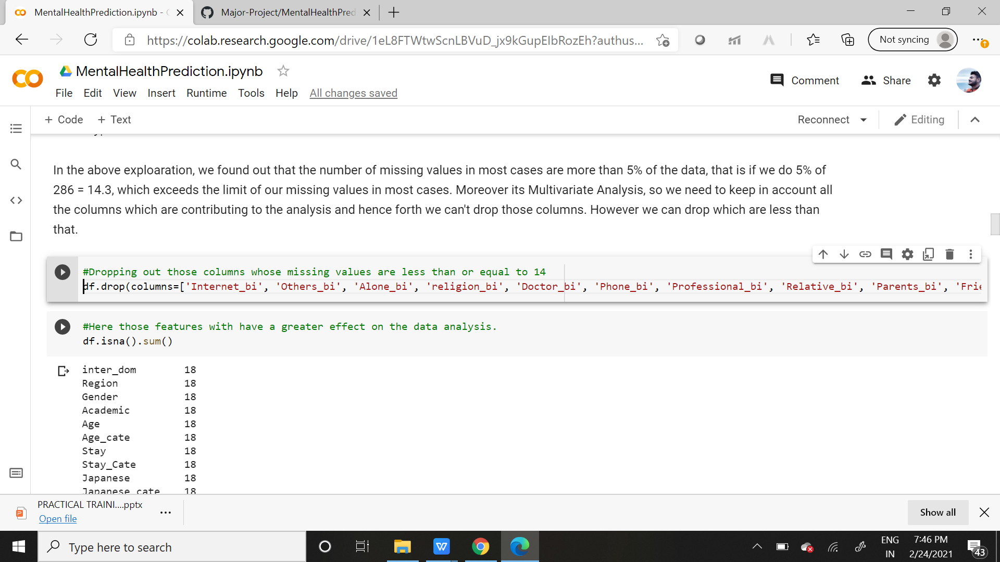 MentalHealthPrediction.ipynb -
Major-Project/MentalHealthPred
https://colab.research.google.com/drive/1eL8FTWtwScnLBVuD_jx9kGupEIbRozEh?authus...
Not syncing
MentalHealthPrediction.ipynb
File Edit View Insert Runtime Tools Help All changes saved
Comment
Share
+ Code + Text
Reconnect
Editing
In the above exploaration, we found out that the number of missing values in most cases are more than 5% of the data, that is if we do 5% of
286 = 14.3, which exceeds the limit of our missing values in most cases. Moreover its Multivariate Analysis, so we need to keep in account all
the columns which are contributing to the analysis and hence forth we can't drop those columns. However we can drop which are less than
that.
#Dropping out those columns whose missing values are less than or equal to 14
df.drop(columns=['Internet_bi', 'Others_bi', 'Alone_bi', 'religion_bi', 'Doctor_bi', 'Phone_bi', 'Professional_bi', 'Relative_bi', 'Parents_bi', 'Frie
#Here those features with have a greater effect on the data analysis.
df.isna().sum()
inter_dom 18
Region 18
Gender 18
Academic 18
Age 18
Age_cate 18
Stay 18
Stay_Cate 18
Japanese 18
Japanese_cate 18
PRACTICAL TRAINI....pptx
Open file
Show all
Type here to search
ENG
IN
7:46 PM
2/24/2021
43